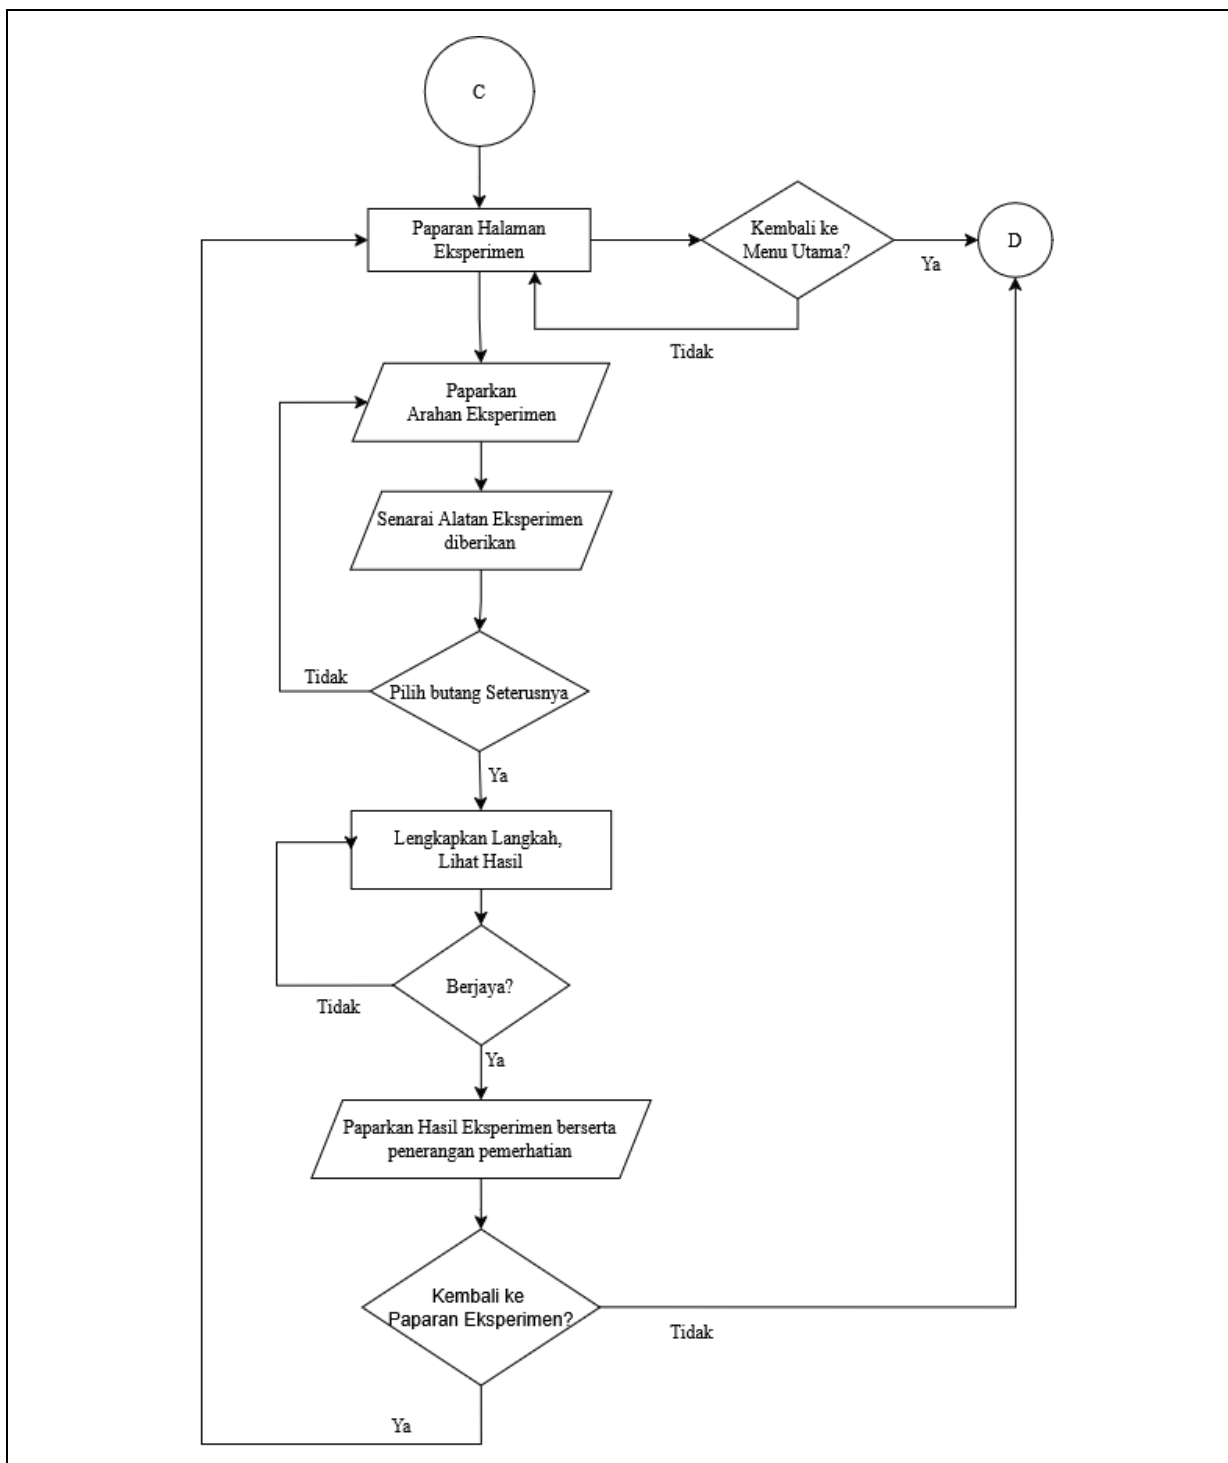 C
Paparan Halaman
Eksperimen
Kembali ke
Menu Utama?
Ya
D
Tidak
Paparkan
Arahan Eksperimen
Senarai Alatan Eksperimen
diberikan
Tidak
Pilih butang Seterusnya
Ya
Lengkapkan Langkah,
Lihat Hasil
Berjaya?
Tidak
Ya
Paparkan Hasil Eksperimen berserta
penerangan pemerhatian
Kembali ke
Paparan Eksperimen?
Tidak
Ya